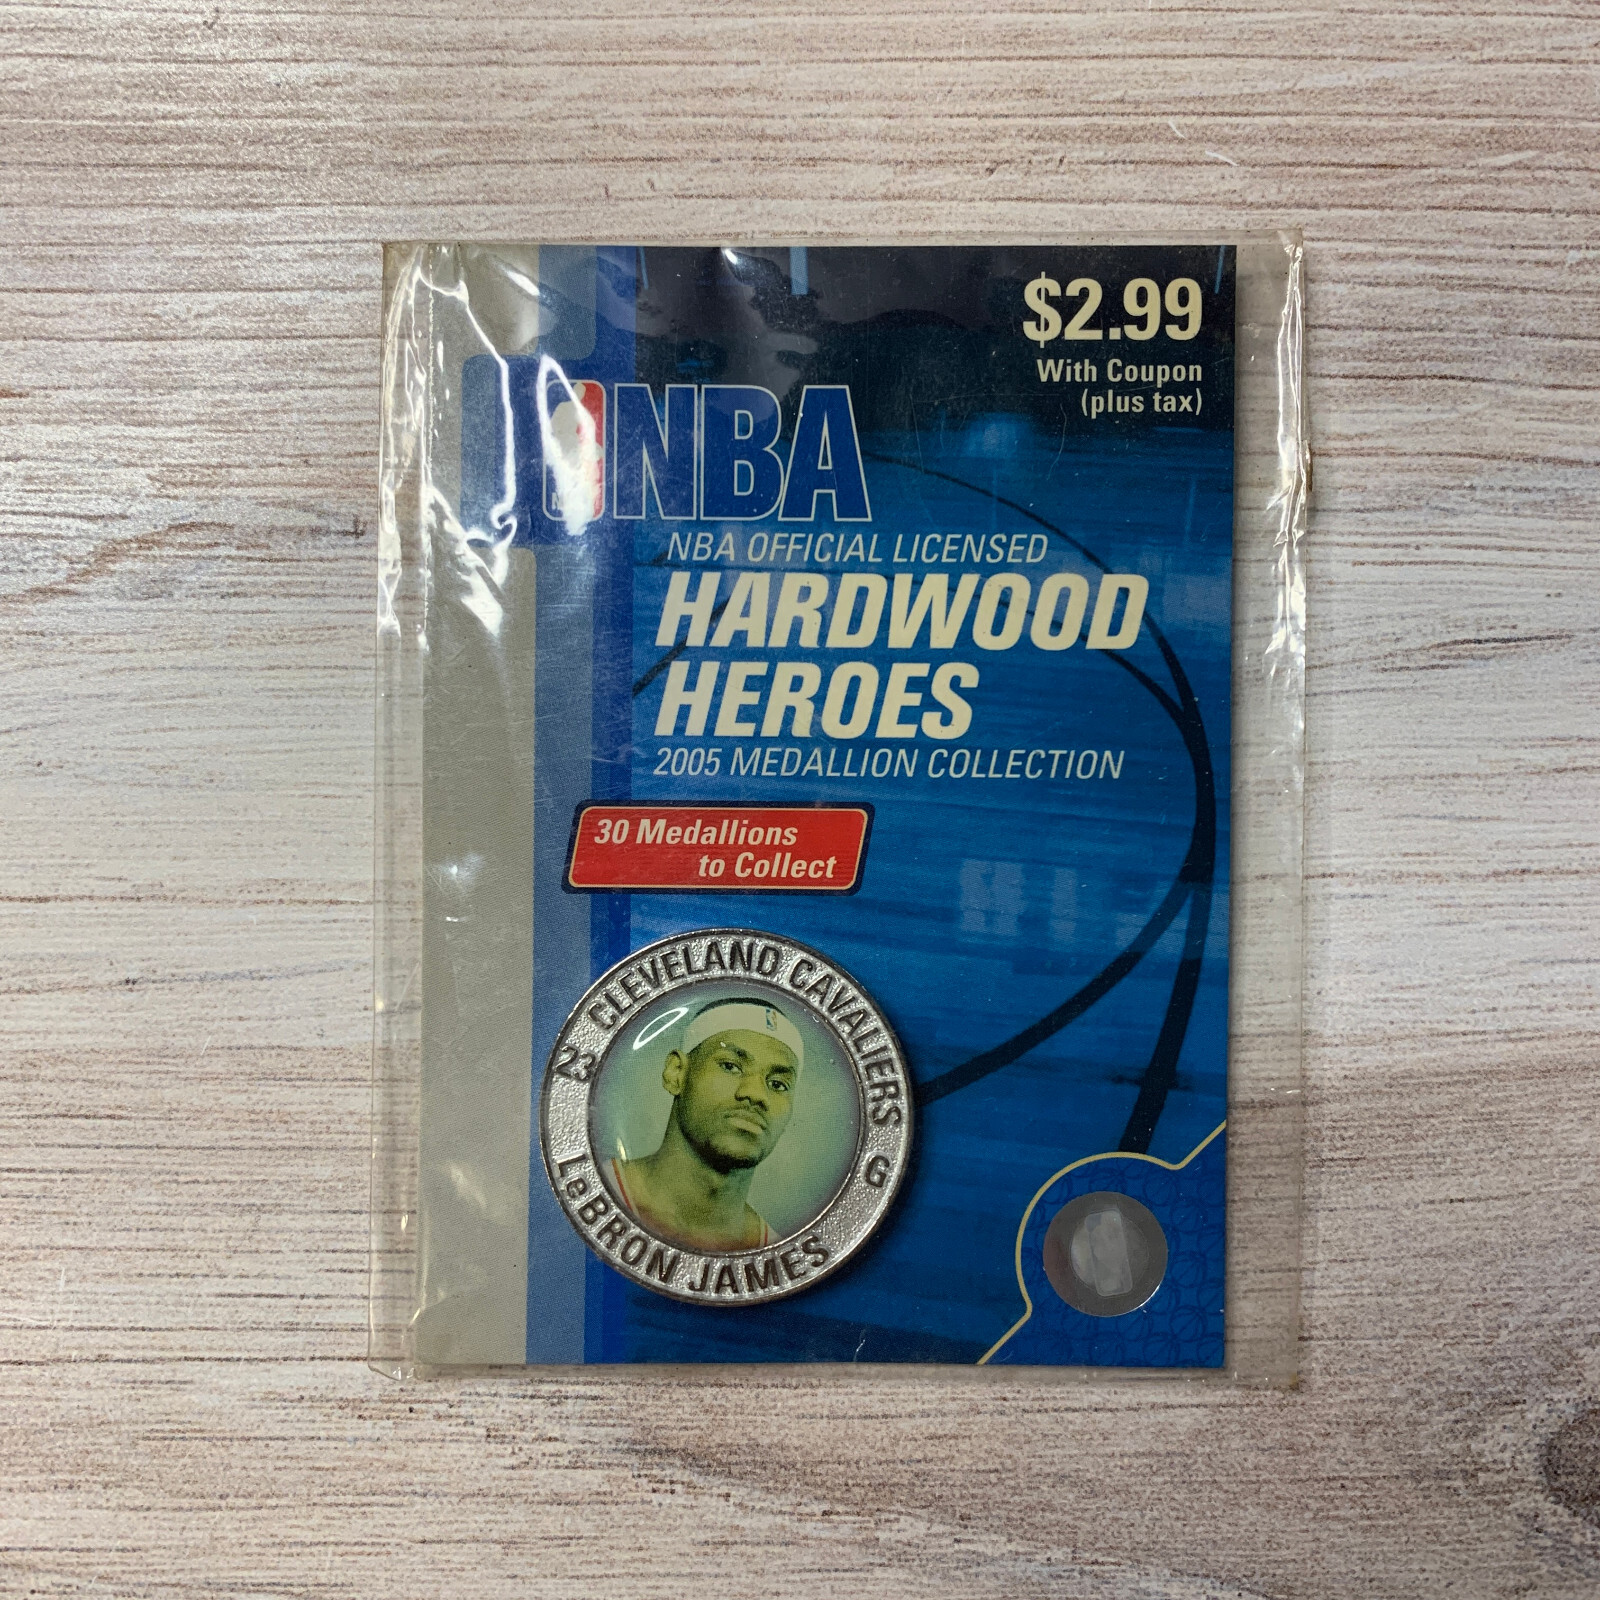 $2.99
With Coupon
(plus tax)
NBA
NBA OFFICIAL LICENSED
HARDWOOD
HEROES
2005 MEDALLION COLLECTION
30 Medallions
to Collect
CLEVELAND CAVALIERS
23
G
LeBRON JAMES